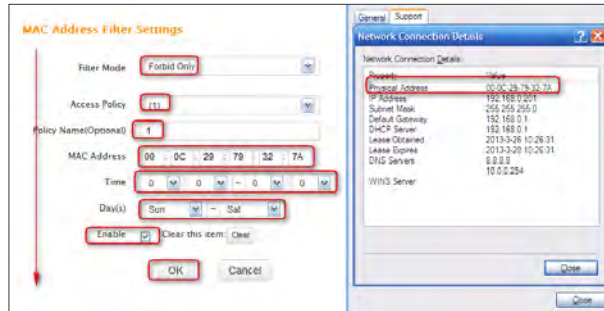 MAC Address Filter Settings
Filter Mode Forbid Only
Access Policy (1)
Policy Name(Optional) 1
MAC Address 00 : 0C : 29 : 79 : 32 : 7A
Time 0 0 ~ 0 0
Day(s) Sun ~ Sat
Enable Clear this item: Clear
OK Cancel
General Support
Network Connection Details
Network Connection Details:
Property Value
Physical Address 00-0C-29-79-32-7A
IP Address 192.168.0.201
Subnet Mask 255.255.255.0
Default Gateway 192.168.0.1
DHCP Server 192.168.0.1
Lease Obtained 2013-3-26 10:26:31
Lease Expires 2013-3-28 10:26:31
DNS Servers 8.8.8.8
10.0.0.254
WINS Server
Close
Close